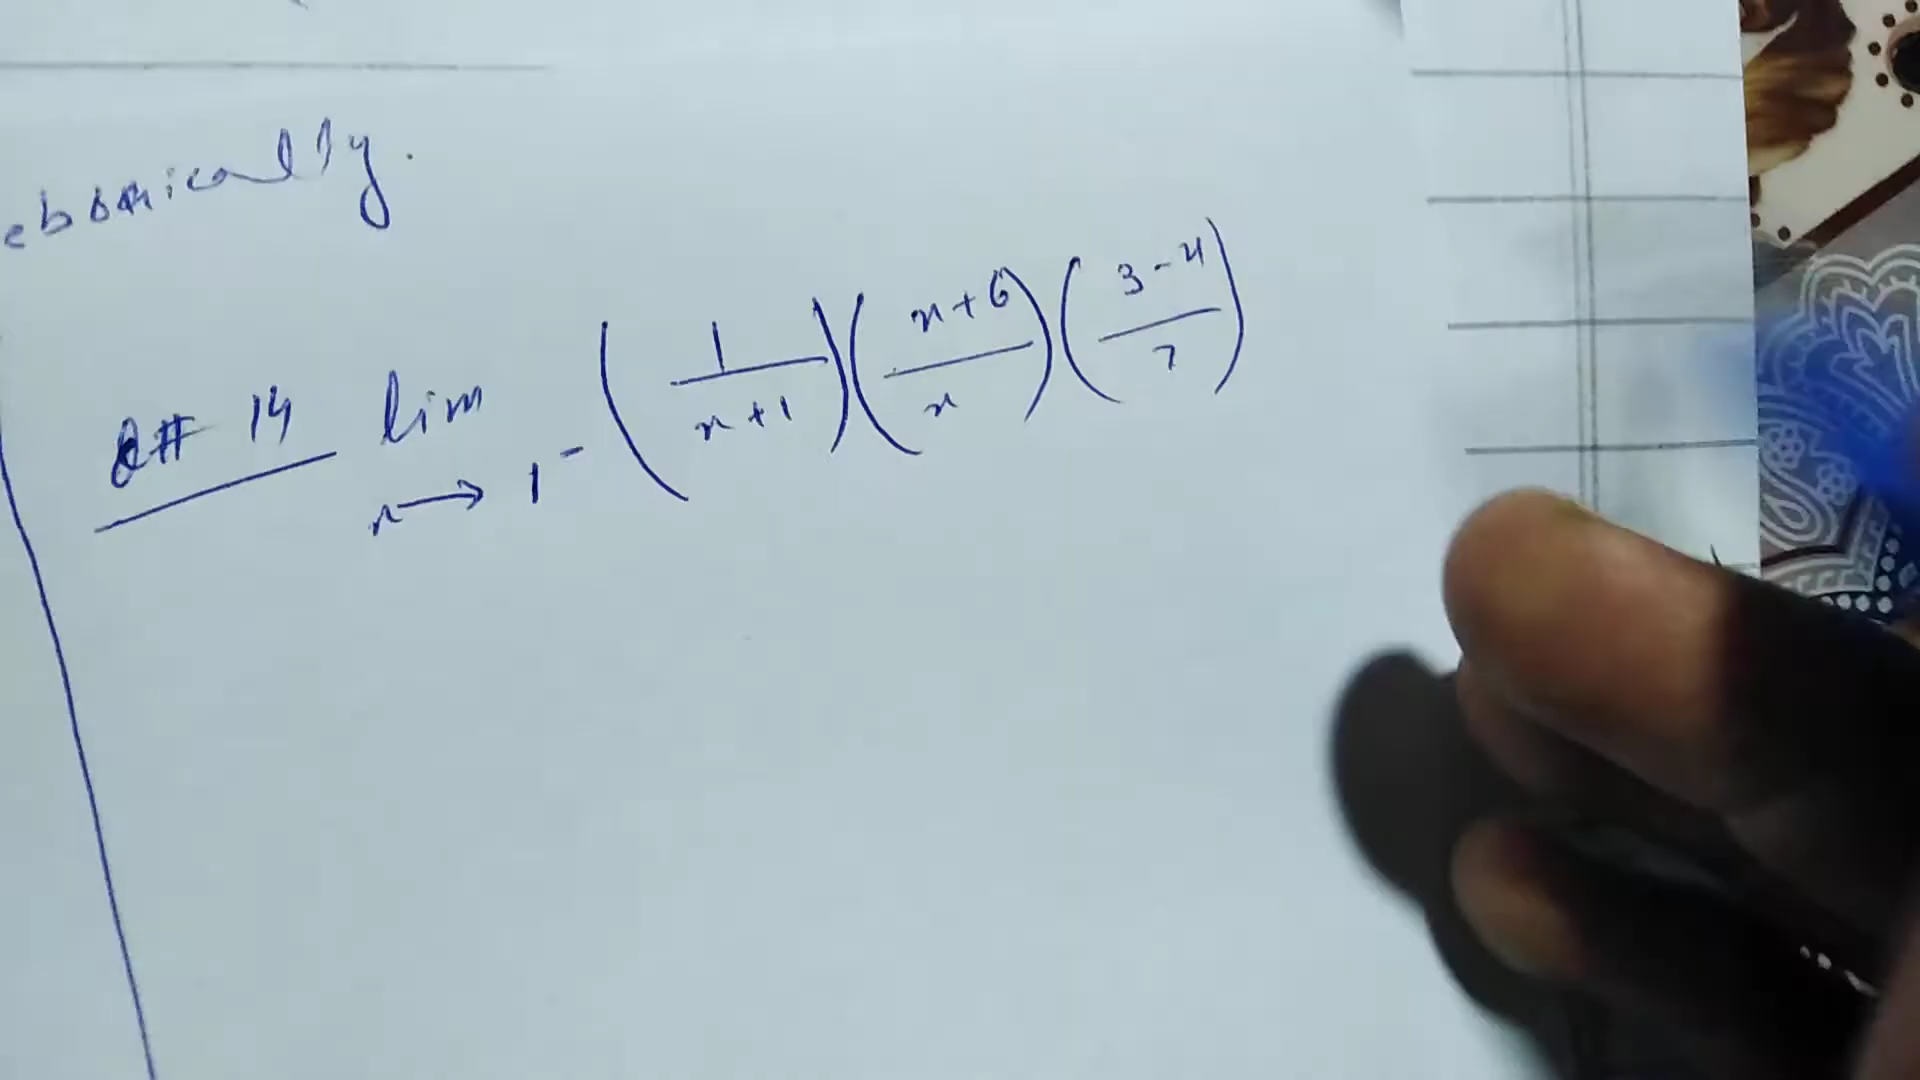 ebraically.
Q# 14 lim x→1⁻ (1/(x+1)) ((x+6)/x) ((3-x)/7)